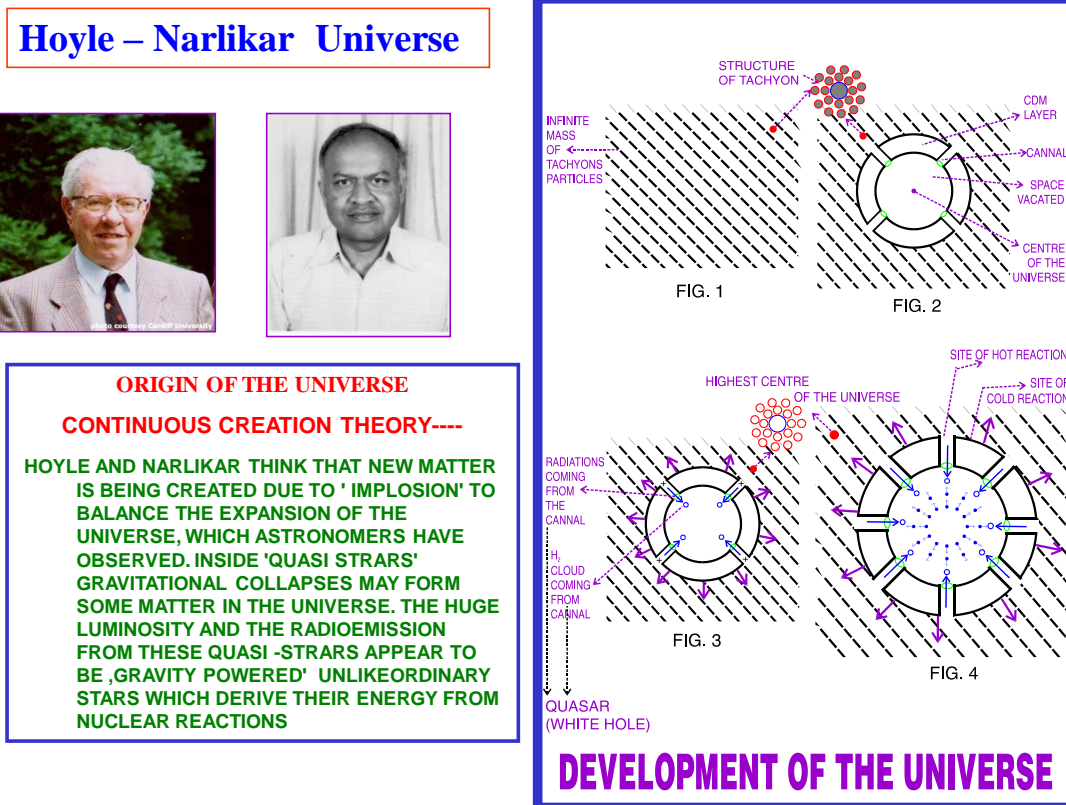 Hoyle – Narlikar  Universe
photo courtesy Cardiff University
ORIGIN OF THE UNIVERSE
CONTINUOUS CREATION THEORY----
HOYLE AND NARLIKAR THINK THAT NEW MATTER
IS BEING CREATED DUE TO ' IMPLOSION' TO
BALANCE THE EXPANSION OF THE
UNIVERSE, WHICH ASTRONOMERS HAVE
OBSERVED. INSIDE 'QUASI STRARS'
GRAVITATIONAL COLLAPSES MAY FORM
SOME MATTER IN THE UNIVERSE. THE HUGE
LUMINOSITY AND THE RADIOEMISSION
FROM THESE QUASI -STRARS APPEAR TO
BE ,GRAVITY POWERED'  UNLIKEORDINARY
STARS WHICH DERIVE THEIR ENERGY FROM
NUCLEAR REACTIONS
STRUCTURE
OF TACHYON
INFINITE
MASS
OF
TACHYONS
PARTICLES
FIG. 1
CDM
LAYER
CANNAL
SPACE
VACATED
CENTRE
OF THE
UNIVERSE
FIG. 2
HIGHEST CENTRE
OF THE UNIVERSE
RADIATIONS
COMING
FROM
THE
CANNAL
H2
CLOUD
COMING
FROM
CANNAL
FIG. 3
QUASAR
(WHITE HOLE)
SITE OF HOT REACTION
SITE OF
COLD REACTION
FIG. 4
DEVELOPMENT OF THE UNIVERSE